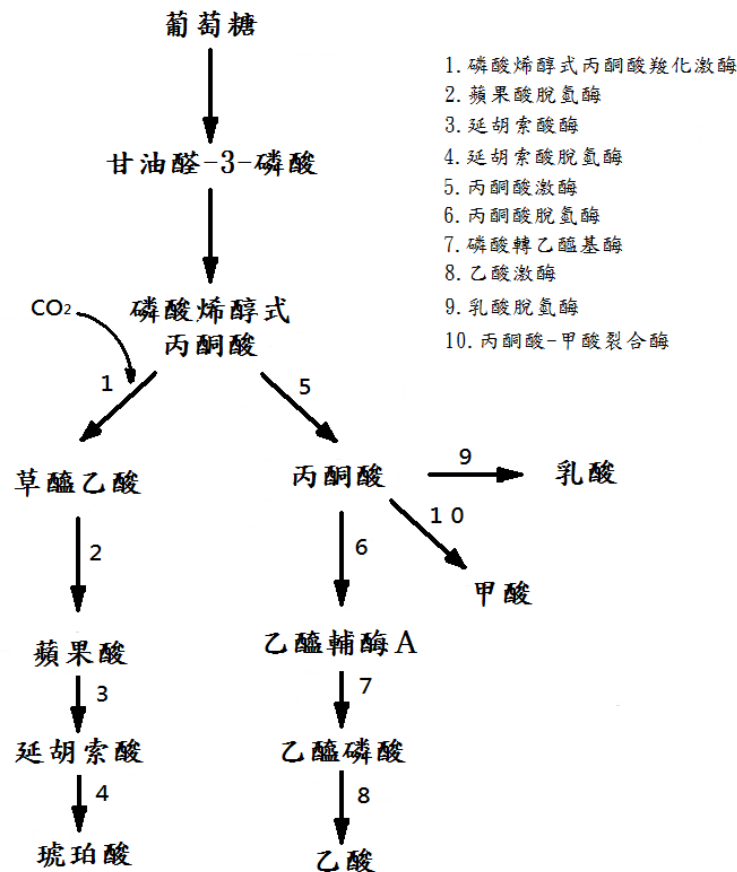 葡萄糖
甘油醛-3-磷酸
CO₂
磷酸烯醇式
丙酮酸
1
5
草醯乙酸
丙酮酸
9
乳酸
10
甲酸
2
6
蘋果酸
乙醯輔酶A
3
7
延胡索酸
乙醯磷酸
4
8
琥珀酸
乙酸
1.磷酸烯醇式丙酮酸羧化激酶
2.蘋果酸脫氫酶
3.延胡索酸酶
4.延胡索酸脫氫酶
5.丙酮酸激酶
6.丙酮酸脫氫酶
7.磷酸轉乙醯基酶
8.乙酸激酶
9.乳酸脫氫酶
10.丙酮酸-甲酸裂合酶